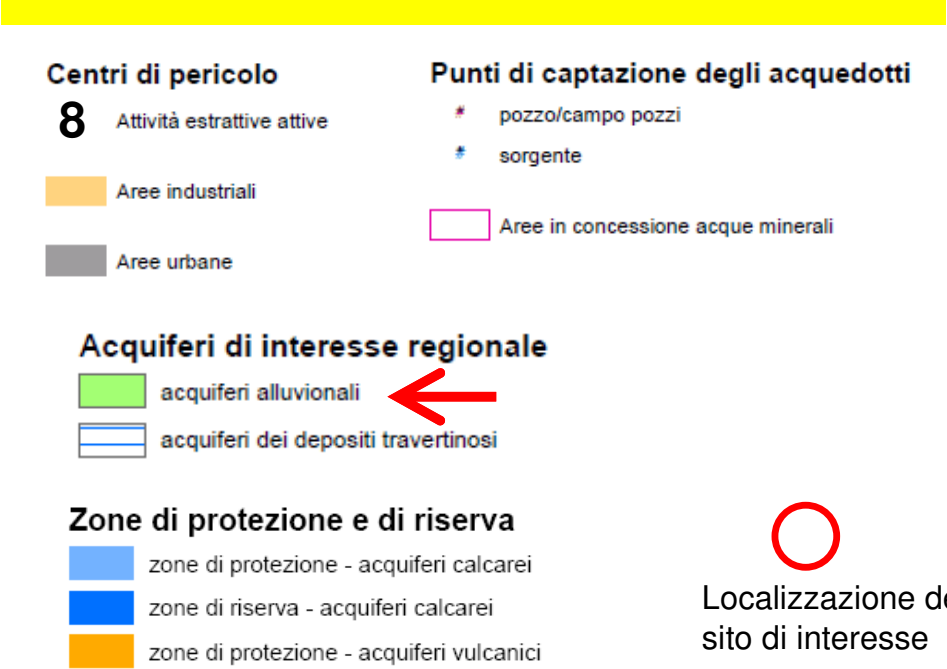 Centri di pericolo
8 Attività estrattive attive
Aree industriali
Aree urbane
Punti di captazione degli acquedotti
pozzo/campo pozzi
sorgente
Aree in concessione acque minerali
Acquiferi di interesse regionale
acquiferi alluvionali
acquiferi dei depositi travertinosi
Zone di protezione e di riserva
zone di protezione - acquiferi calcarei
zone di riserva - acquiferi calcarei
zone di protezione - acquiferi vulcanici
Localizzazione
sito di interesse